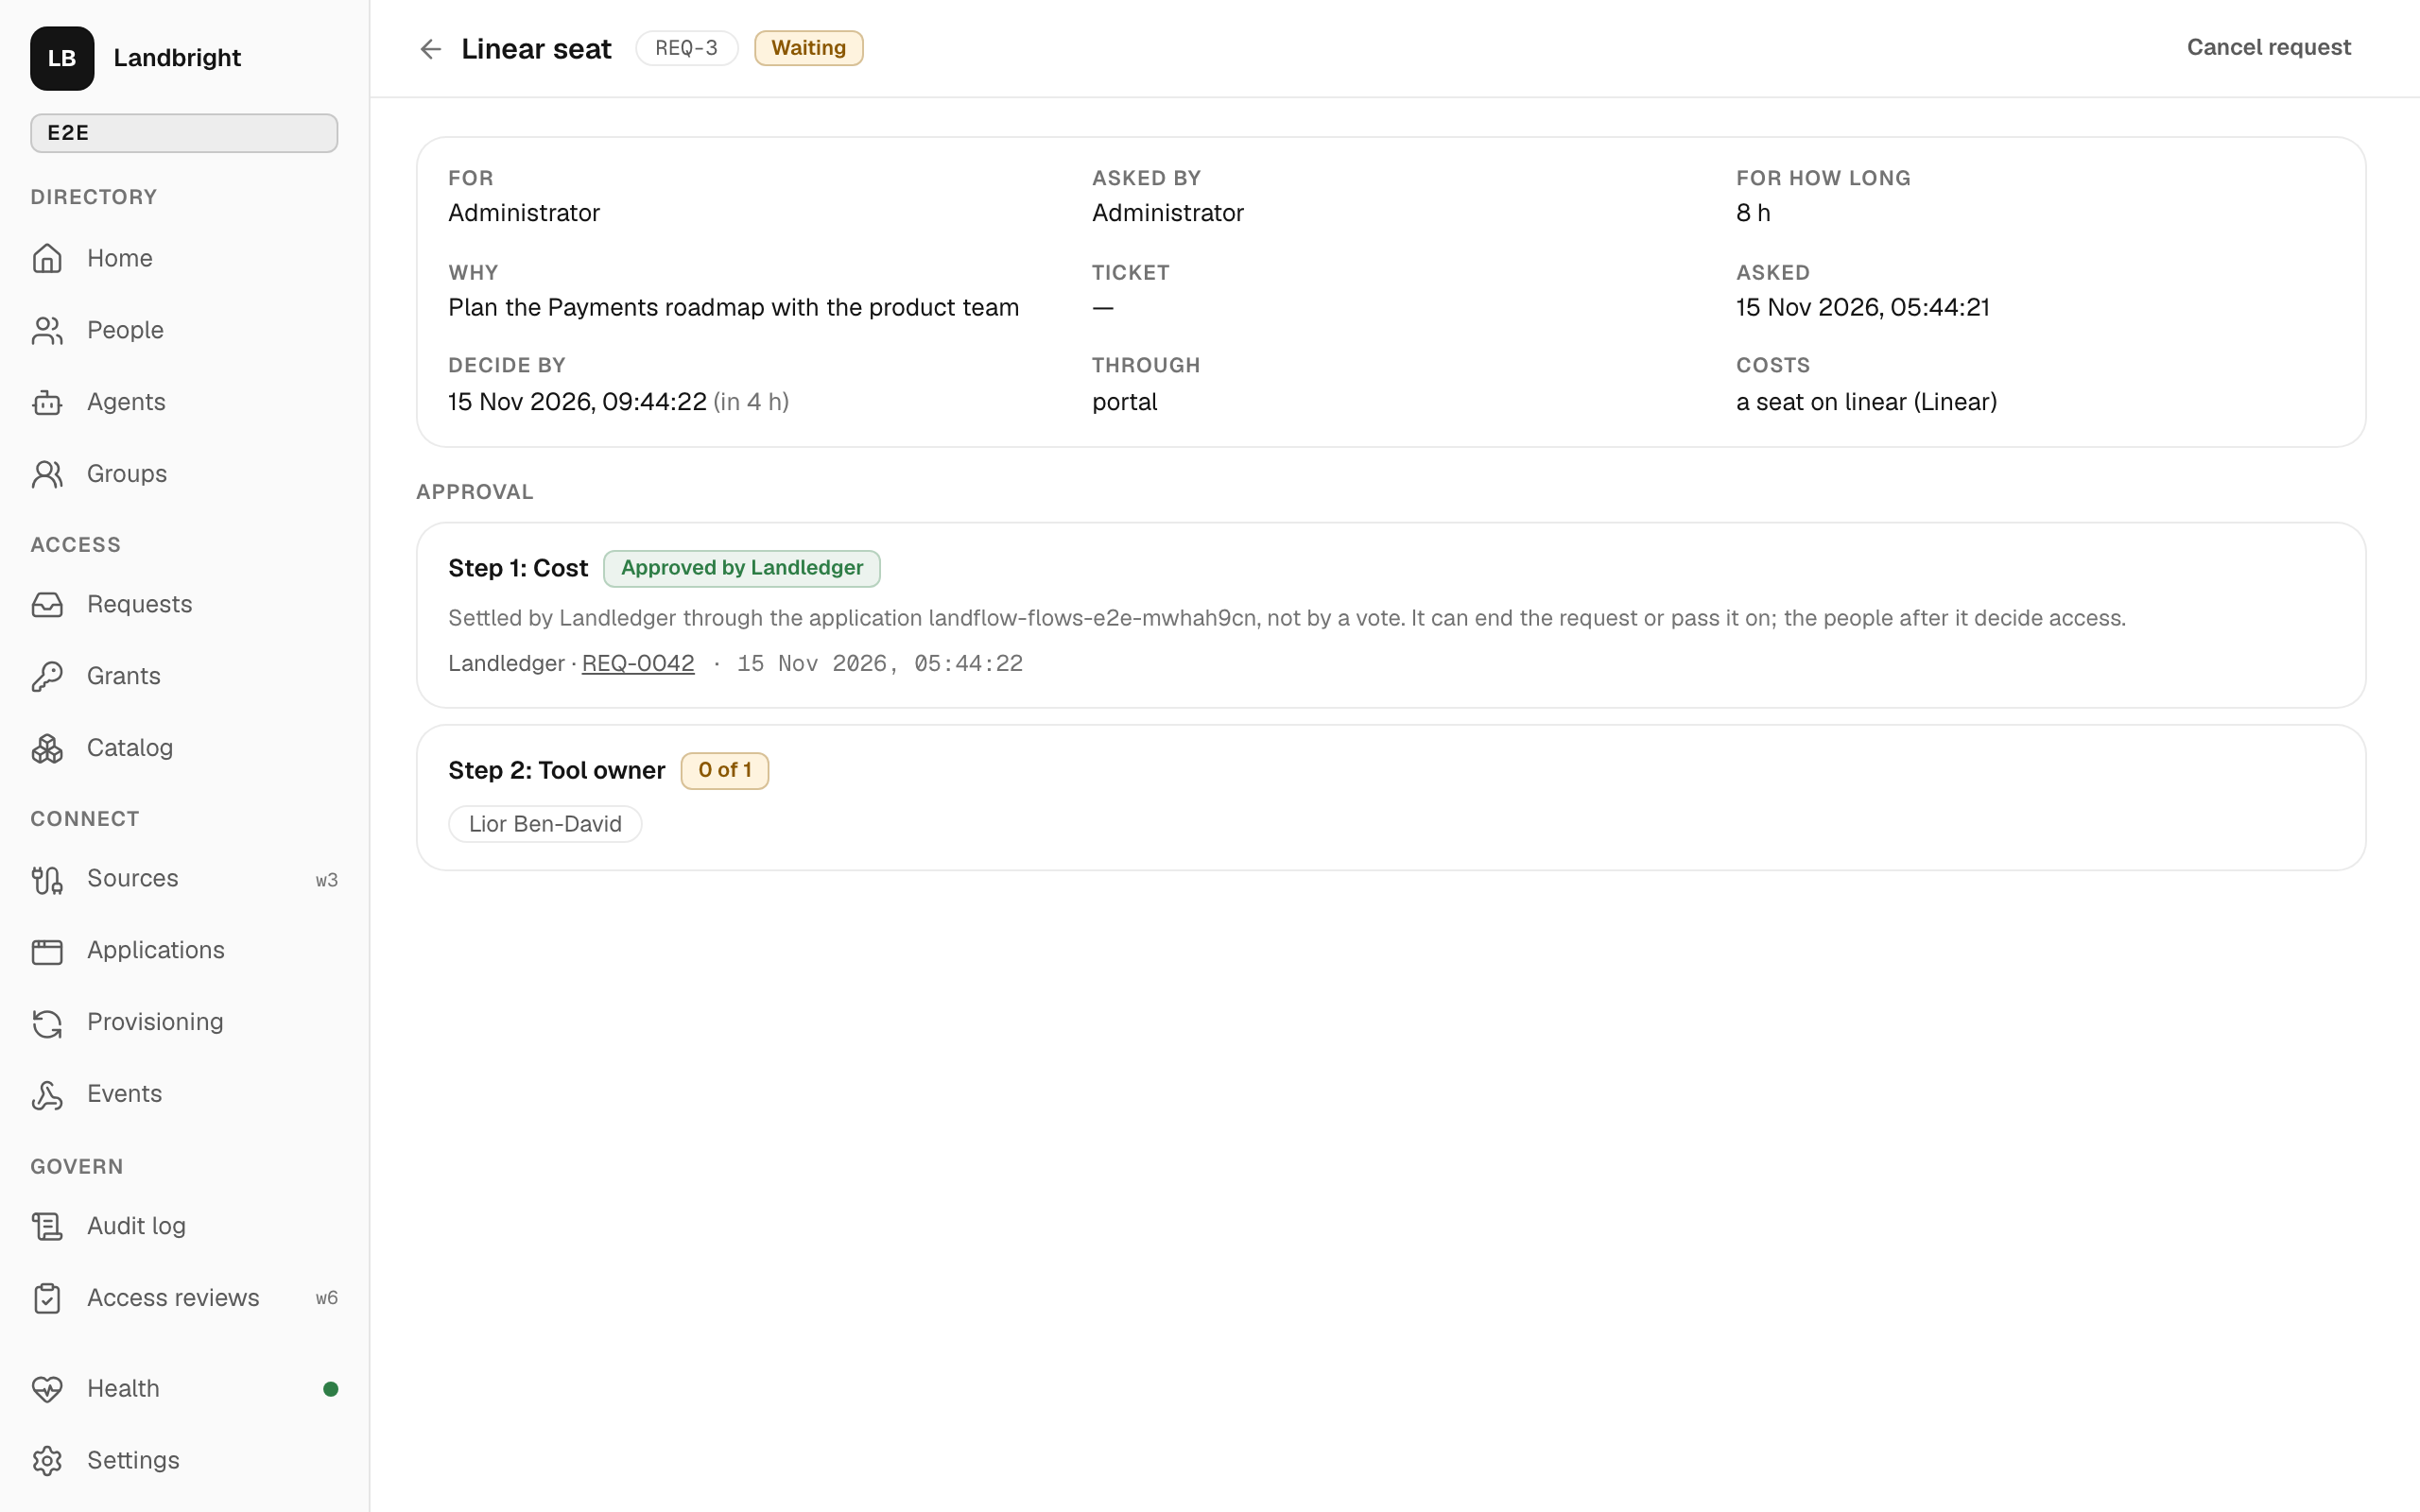 LB Landbright
E2E
DIRECTORY
Home
People
Agents
Groups
ACCESS
Requests
Grants
Catalog
CONNECT
Sources w3
Applications
Provisioning
Events
GOVERN
Audit log
Access reviews w6
Health
Settings
Linear seat REQ-3 Waiting Cancel request
FOR ASKED BY FOR HOW LONG
Administrator Administrator 8 h
WHY TICKET ASKED
Plan the Payments roadmap with the product team — 15 Nov 2026, 05:44:21
DECIDE BY THROUGH COSTS
15 Nov 2026, 09:44:22 (in 4 h) portal a seat on linear (Linear)
APPROVAL
Step 1: Cost Approved by Landledger
Settled by Landledger through the application landflow-flows-e2e-mwhah9cn, not by a vote. It can end the request or pass it on; the people after it decide access.
Landledger · REQ-0042 · 15 Nov 2026, 05:44:22
Step 2: Tool owner 0 of 1
Lior Ben-David